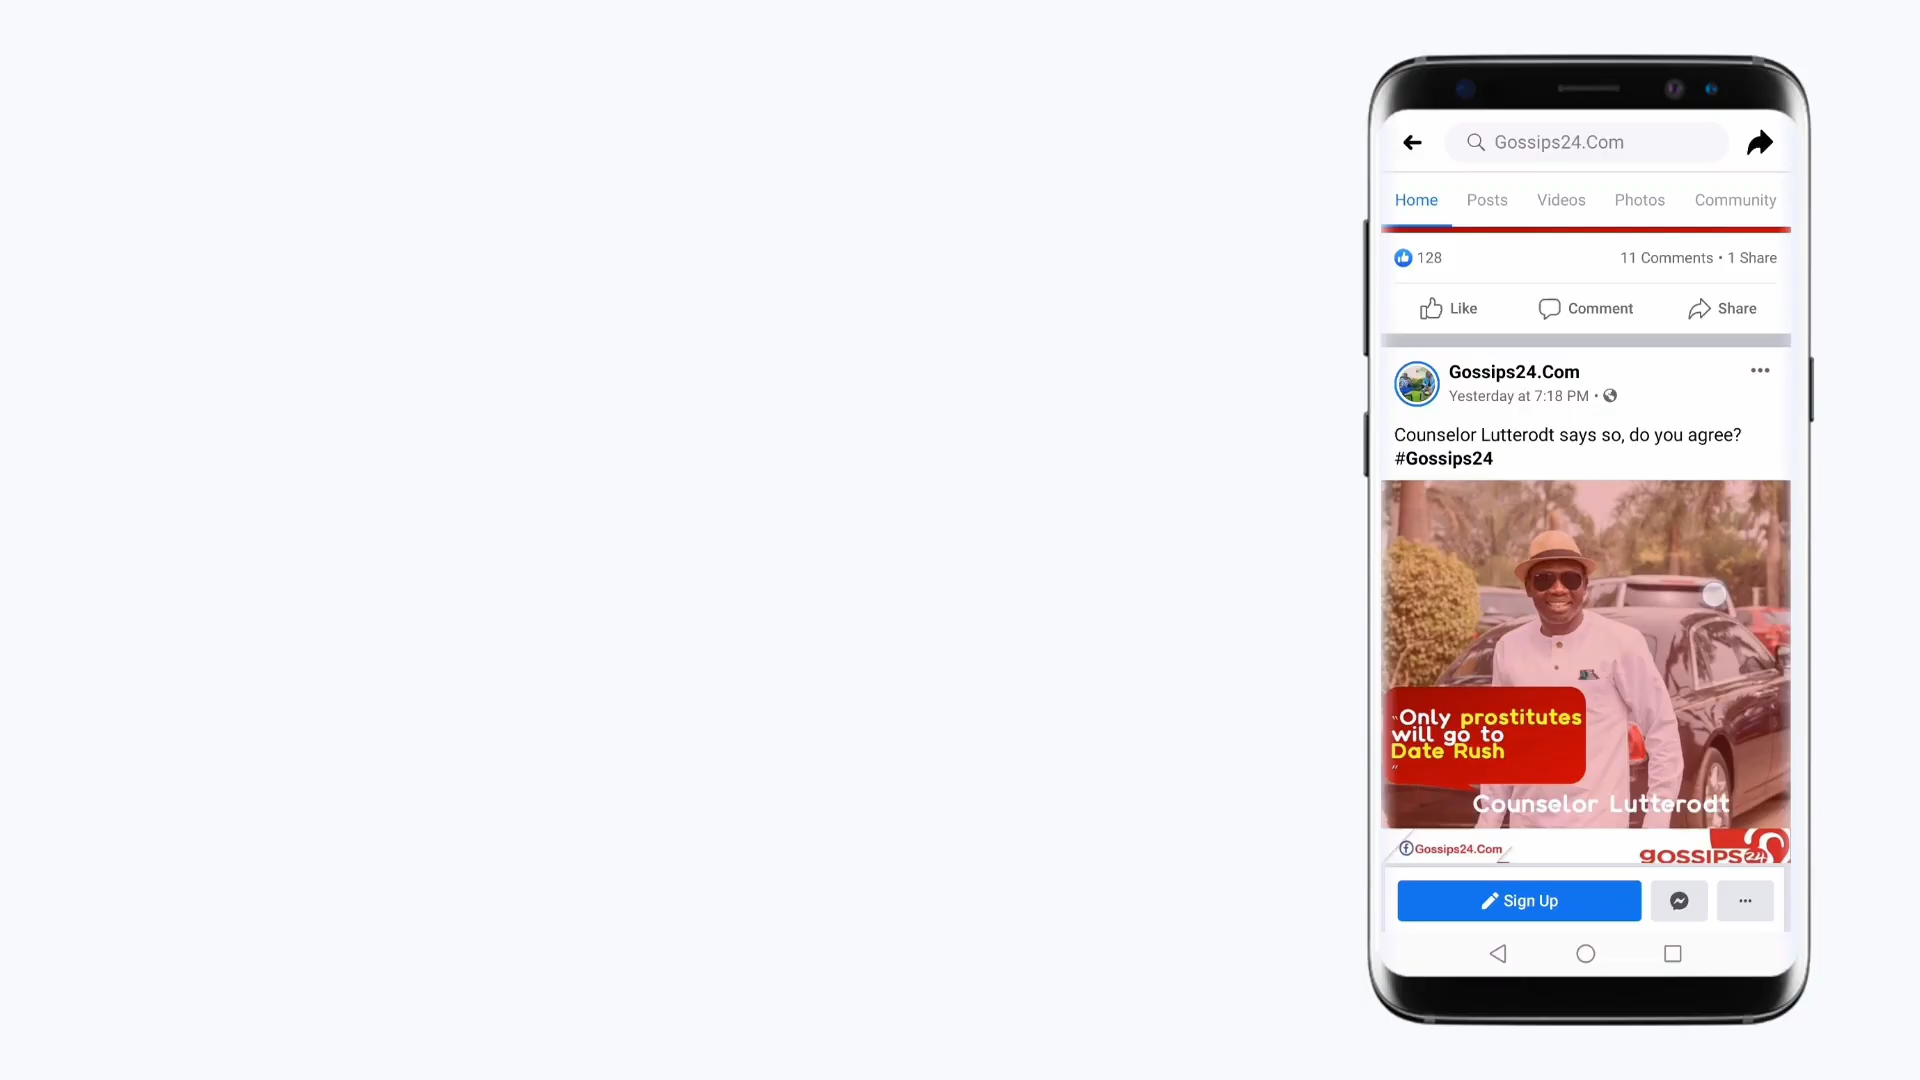 Gossips24.Com
Home Posts Videos Photos Community
128 11 Comments • 1 Share
Like Comment Share
Gossips24.Com
Yesterday at 7:18 PM •
Counselor Lutterodt says so, do you agree?
#Gossips24
"Only prostitutes
will go to
Date Rush
"
Counselor Lutterodt
Gossips24.Com
gossips24
Sign Up